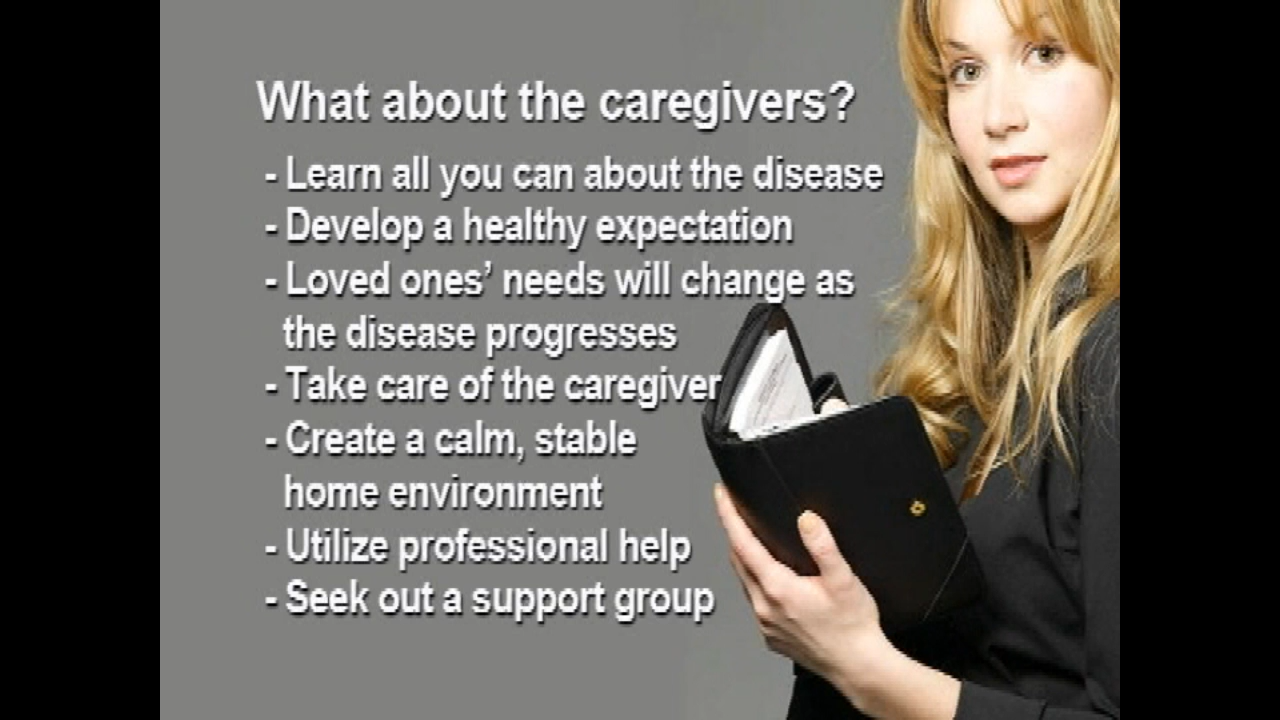 What about the caregivers?
- Learn all you can about the disease
- Develop a healthy expectation
- Loved ones’ needs will change as
the disease progresses
- Take care of the caregiver
- Create a calm, stable
home environment
- Utilize professional help
- Seek out a support group